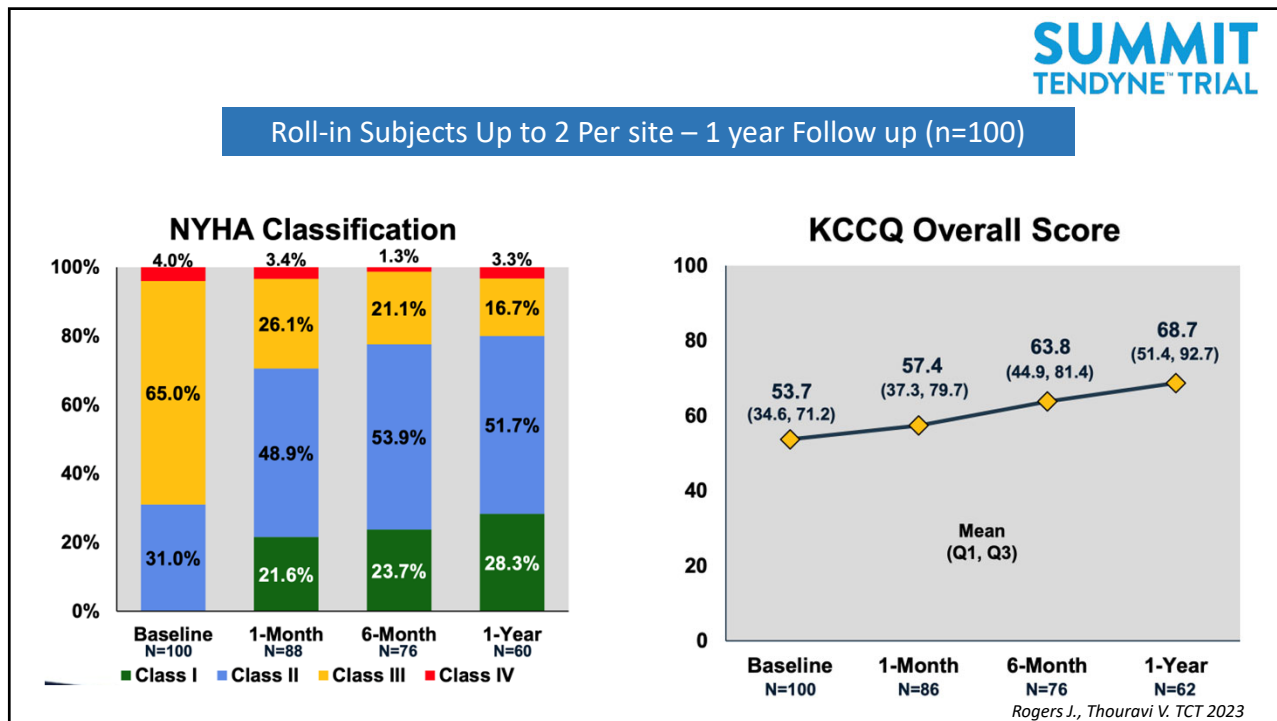 SUMMIT
TENDYNE™ TRIAL
Roll-in Subjects Up to 2 Per site – 1 year Follow up (n=100)
NYHA Classification
4.0% 3.4% 1.3% 3.3%
100%
80%
60%
40%
20%
0%
65.0%
31.0%
26.1%
48.9%
21.6%
21.1%
53.9%
23.7%
16.7%
51.7%
28.3%
Baseline 1-Month 6-Month 1-Year
N=100 N=88 N=76 N=60
Class I Class II Class III Class IV
KCCQ Overall Score
100
80
60
40
20
0
53.7
(34.6, 71.2)
57.4
(37.3, 79.7)
63.8
(44.9, 81.4)
68.7
(51.4, 92.7)
Mean
(Q1, Q3)
Baseline 1-Month 6-Month 1-Year
N=100 N=86 N=76 N=62
Rogers J., Thouravi V. TCT 2023